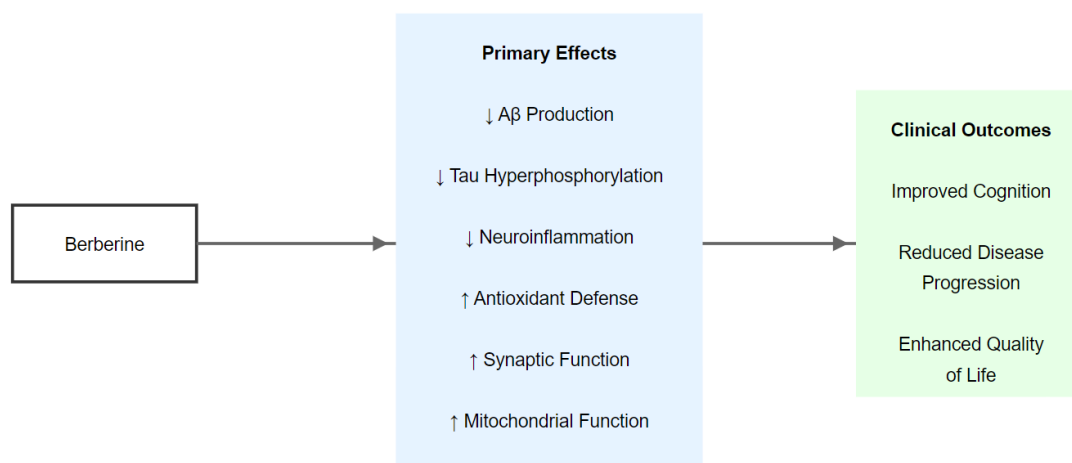 Berberine
Primary Effects
↓ Aβ Production
↓ Tau Hyperphosphorylation
↓ Neuroinflammation
↑ Antioxidant Defense
↑ Synaptic Function
↑ Mitochondrial Function
Clinical Outcomes
Improved Cognition
Reduced Disease
Progression
Enhanced Quality
of Life